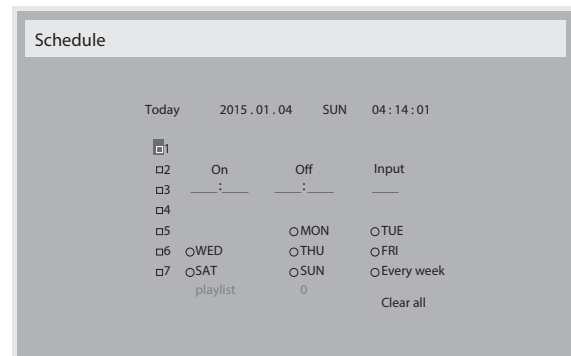 Schedule
Today 2015 . 01 . 04 SUN 04 : 14 : 01
1
2 On Off Input
3 ____:____ ____:____ ____
4
5 MON TUE
6 WED THU FRI
7 SAT SUN Every week
playlist 0
Clear all